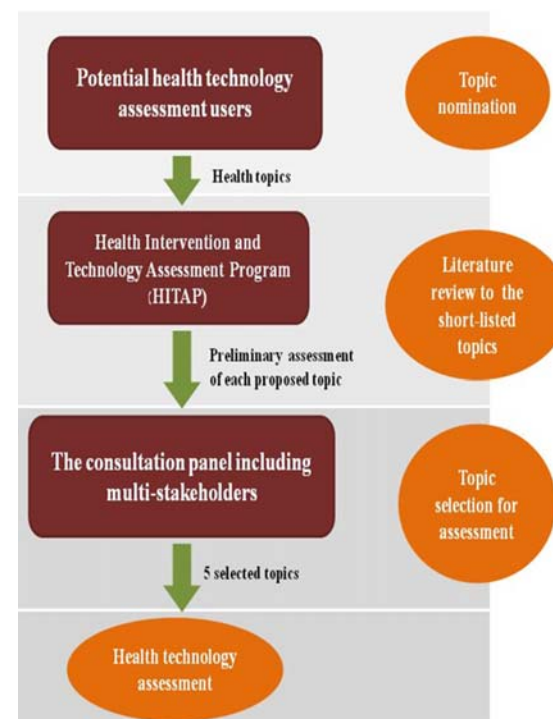 Potential health technology
assessment users
Topic
nomination
Health topics
Health Intervention and
Technology Assessment Program
(HITAP)
Literature
review to the
short-listed
topics
Preliminary assessment
of each proposed topic
The consultation panel including
multi-stakeholders
Topic
selection for
assessment
5 selected topics
Health technology
assessment